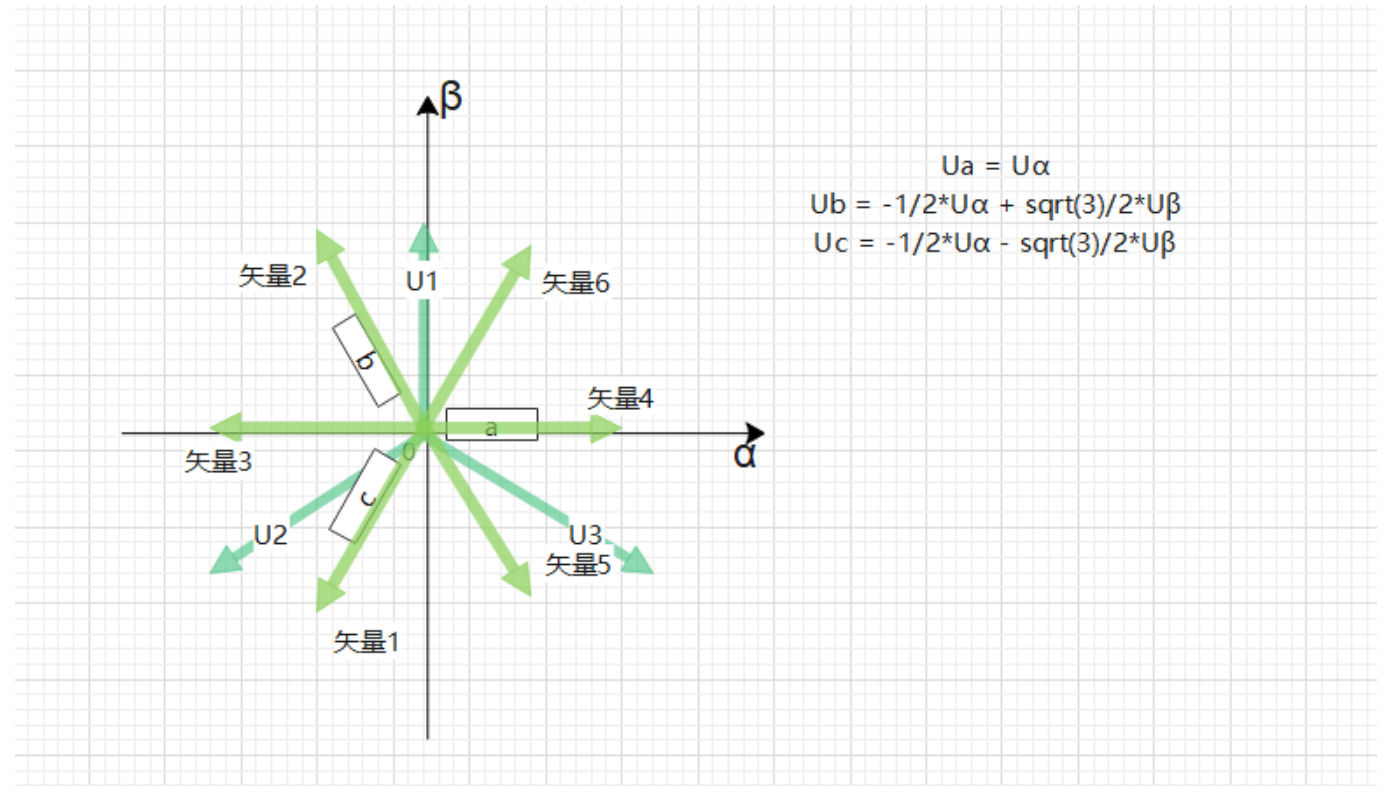 β
Ua = Uα
Ub = -1/2*Uα + sqrt(3)/2*Uβ
Uc = -1/2*Uα - sqrt(3)/2*Uβ
矢量2
U1
矢量6
b
矢量4
a
α
0
矢量3
c
U2
U3
矢量5
矢量1